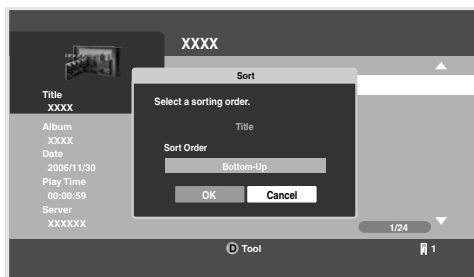 XXXX
Sort
Select a sorting order.
Title
Sort Order
Bottom-Up
OK
Cancel
Title
XXXX
Album
XXXX
Date
2006/11/30
Play Time
00:00:59
Server
XXXXXX
1/24
D Tool
1